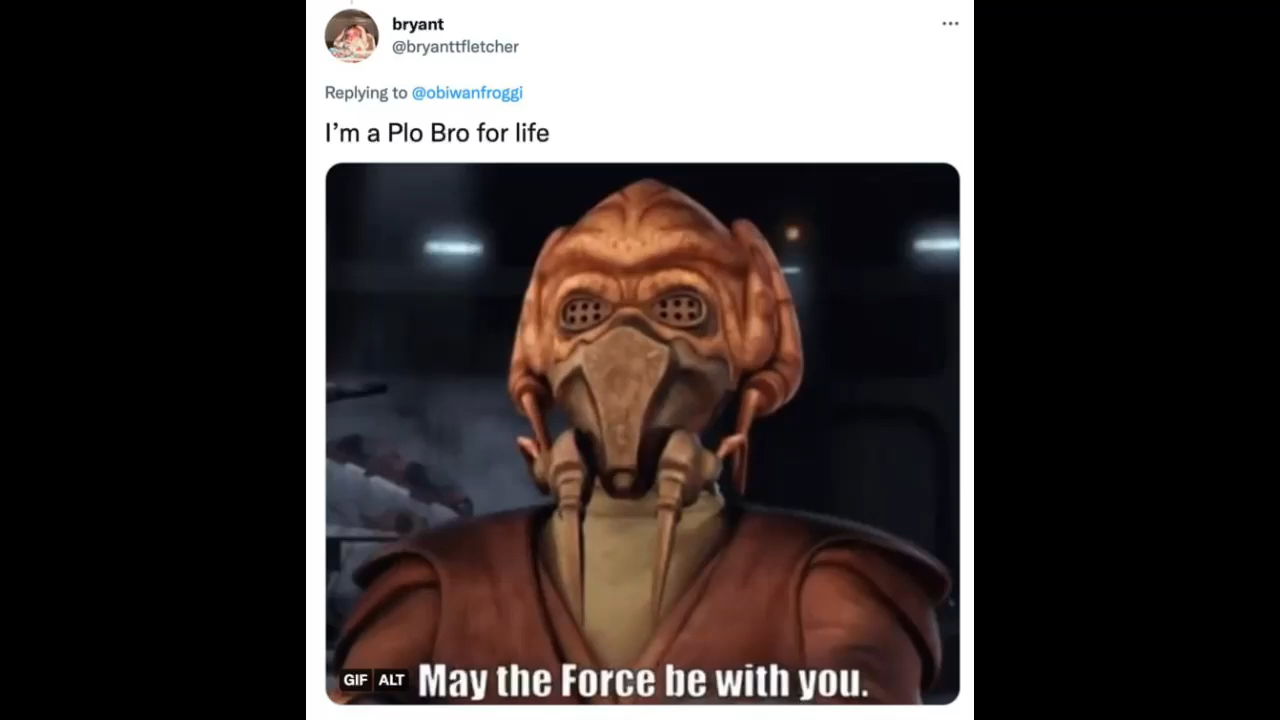 bryant
@bryanttfletcher
Replying to @obiwanfroggi
I'm a Plo Bro for life
GIF ALT
May the Force be with you.